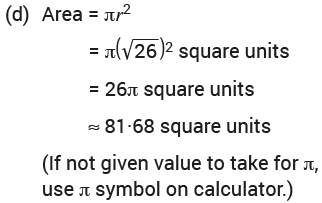 (d) Area = πr²
= π(√26)² square units
= 26π square units
≈ 81·68 square units
(If not given value to take for π,
use π symbol on calculator.)